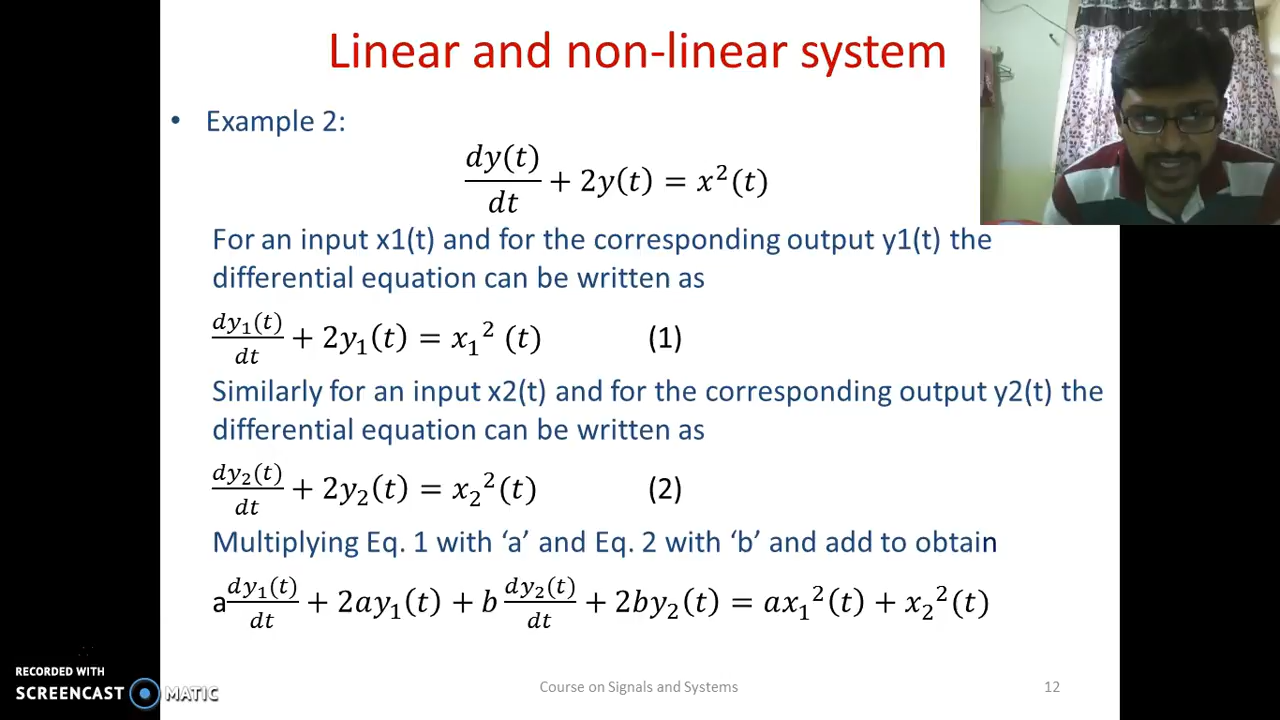 Linear and non-linear system
• Example 2:
dy(t)/dt + 2y(t) = x²(t)
For an input x1(t) and for the corresponding output y1(t) the
differential equation can be written as
dy₁(t)/dt + 2y₁(t) = x₁² (t) (1)
Similarly for an input x2(t) and for the corresponding output y2(t) the
differential equation can be written as
dy₂(t)/dt + 2y₂(t) = x₂²(t) (2)
Multiplying Eq. 1 with ‘a’ and Eq. 2 with ‘b’ and add to obtain
a dy₁(t)/dt + 2ay₁(t) + b dy₂(t)/dt + 2by₂(t) = ax₁²(t) + x₂²(t)
RECORDED WITH
SCREENCAST MATIC
Course on Signals and Systems 12